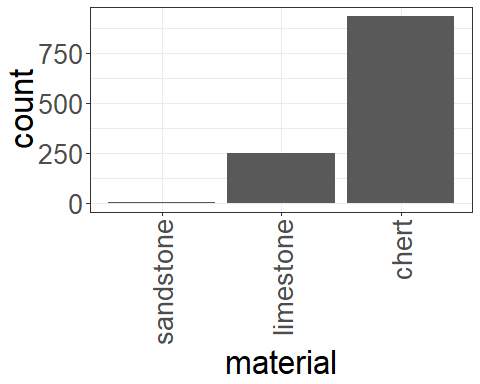 count
750
500
250
0
sandstone
limestone
chert
material